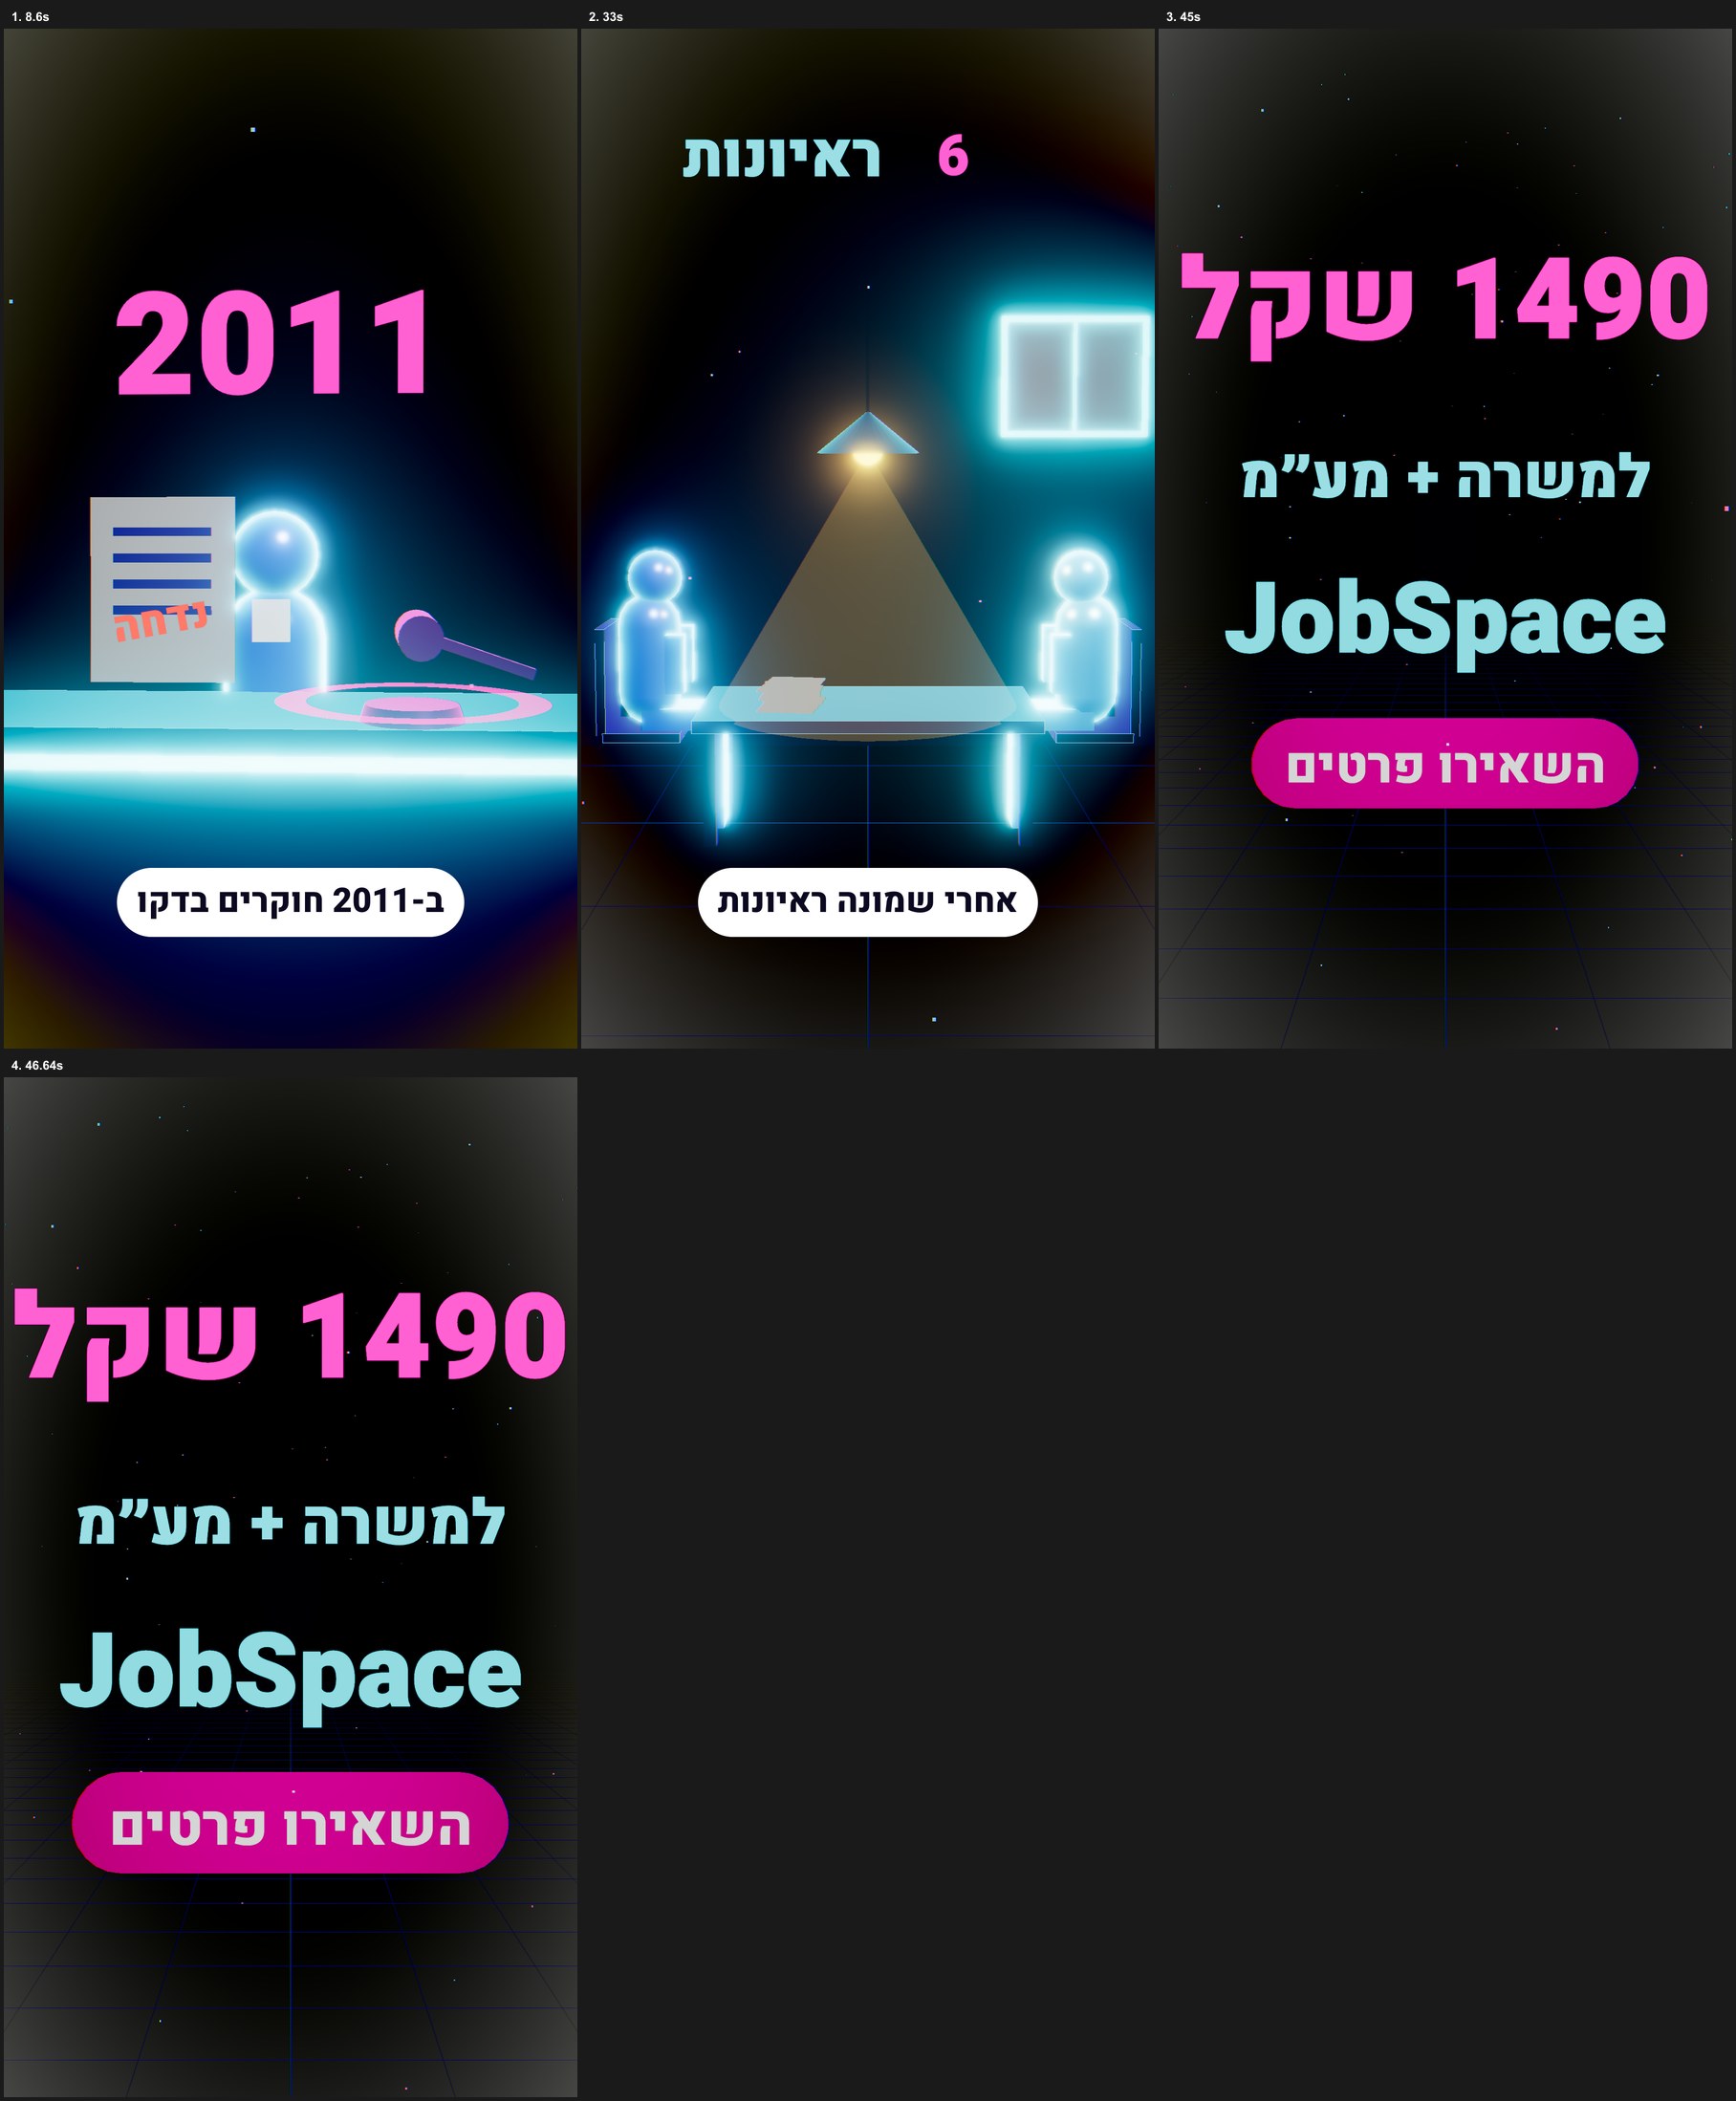 1. 8.6s
2011
נדחה
ב-2011 חוקרים בדקו
2. 33s
6 ראיונות
אחרי שמונה ראיונות
3. 45s
1490 שקל
למשרה + מע״מ
JobSpace
השאירו פרטים
4. 46.64s
1490 שקל
למשרה + מע״מ
JobSpace
השאירו פרטים